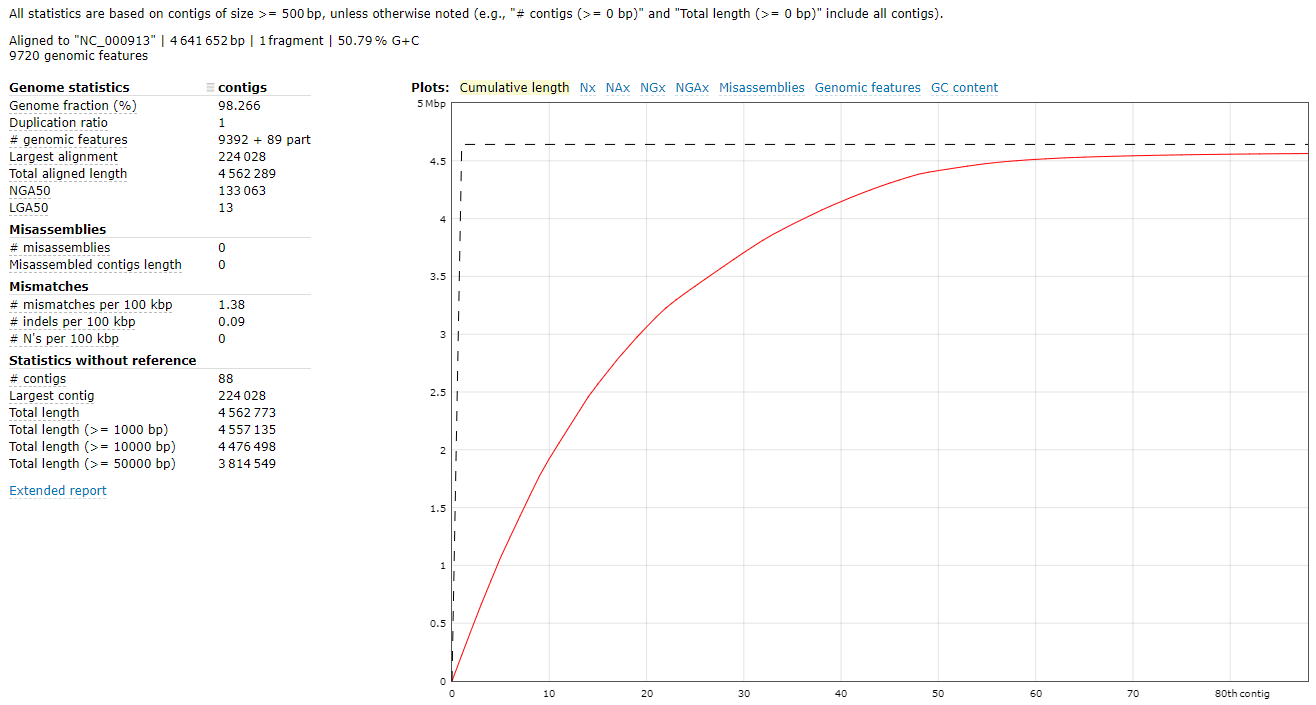 All statistics are based on contigs of size >= 500 bp, unless otherwise noted (e.g., "# contigs (>= 0 bp)" and "Total length (>= 0 bp)" include all contigs).
Aligned to "NC_000913" | 4 641 652 bp | 1 fragment | 50.79 % G+C
9720 genomic features
Genome statistics contigs
Genome fraction (%) 98.266
Duplication ratio 1
# genomic features 9392 + 89 part
Largest alignment 224 028
Total aligned length 4 562 289
NGA50 133 063
LGA50 13
Misassemblies
# misassemblies 0
Misassembled contigs length 0
Mismatches
# mismatches per 100 kbp 1.38
# indels per 100 kbp 0.09
# N's per 100 kbp 0
Statistics without reference
# contigs 88
Largest contig 224 028
Total length 4 562 773
Total length (>= 1000 bp) 4 557 135
Total length (>= 10000 bp) 4 476 498
Total length (>= 50000 bp) 3 814 549
Extended report
Plots: Cumulative length Nx NAx NGx NGAx Misassemblies Genomic features GC content
5 Mbp
4.5
4
3.5
3
2.5
2
1.5
1
0.5
0
0 10 20 30 40 50 60 70 80th contig